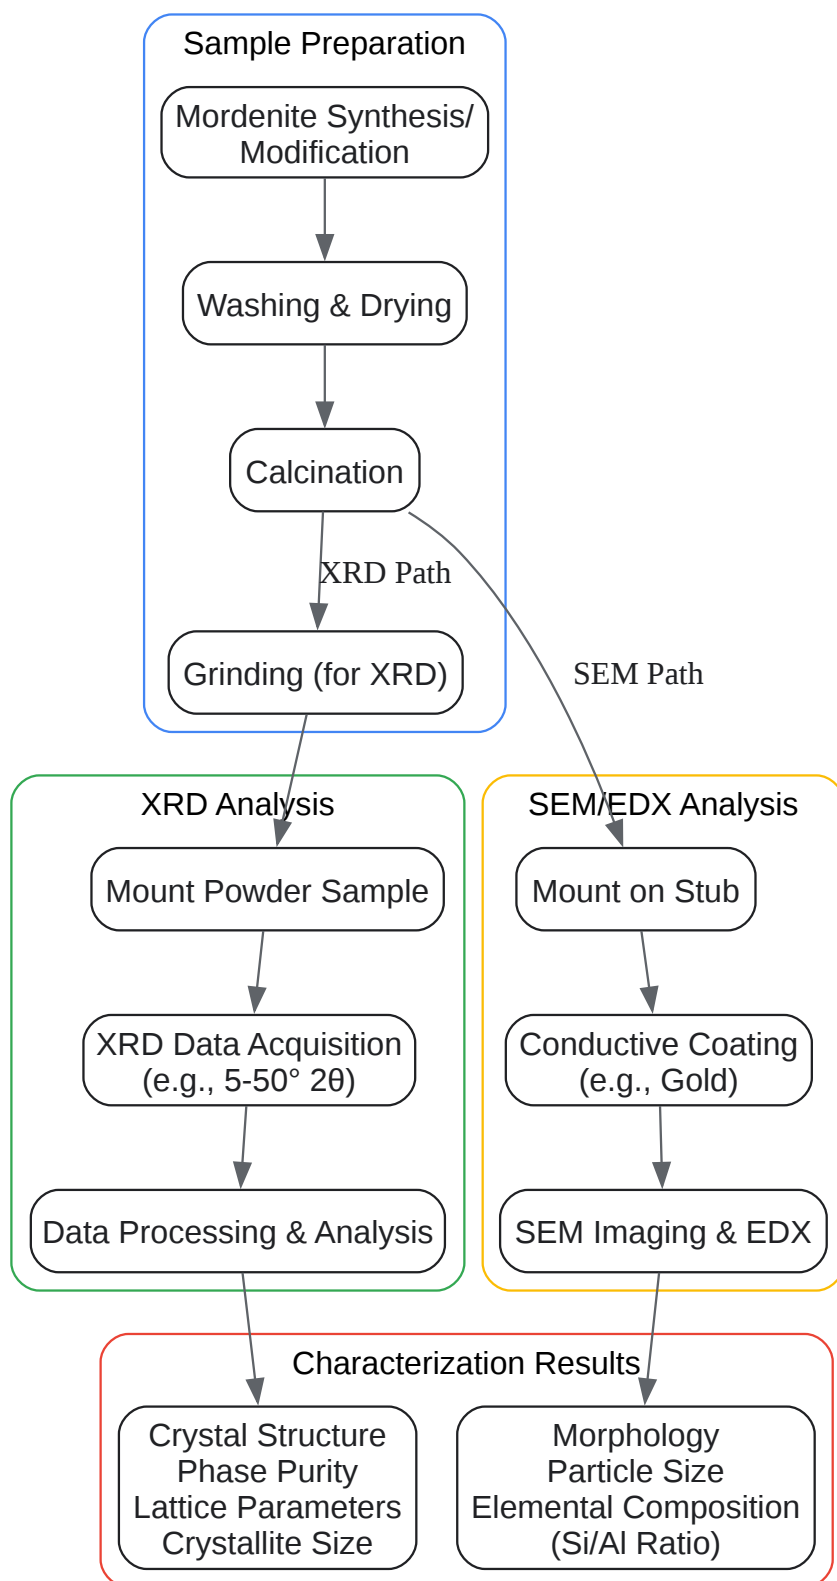 Sample Preparation
Mordenite Synthesis/
Modification
Washing & Drying
Calcination
XRD Path
Grinding (for XRD)
SEM Path
XRD Analysis
Mount Powder Sample
XRD Data Acquisition
(e.g., 5-50° 2θ)
Data Processing & Analysis
SEM/EDX Analysis
Mount on Stub
Conductive Coating
(e.g., Gold)
SEM Imaging & EDX
Characterization Results
Crystal Structure
Phase Purity
Lattice Parameters
Crystallite Size
Morphology
Particle Size
Elemental Composition
(Si/Al Ratio)